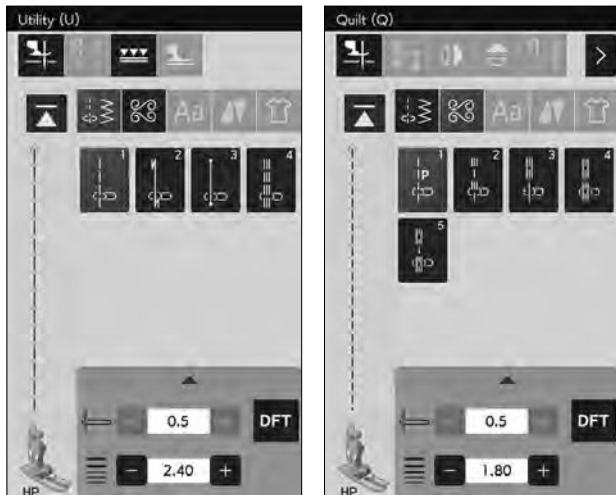 Utility (U)
Aa
1 2 3 4
0.5 DFT
− 2.40 +
HP
Quilt (Q)
>
Aa
1 2 3 4
P
5
0.5 DFT
− 1.80 +
HP